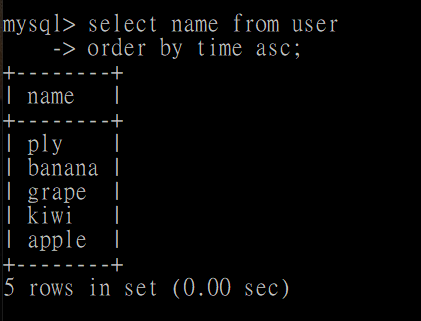 mysql> select name from user
    -> order by time asc;
+--------+
| name   |
+--------+
| ply    |
| banana |
| grape  |
| kiwi   |
| apple  |
+--------+
5 rows in set (0.00 sec)